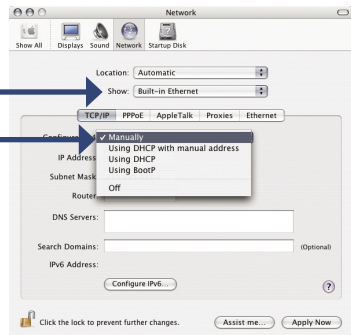 Network
Show All Displays Sound Network Startup Disk
Location: Automatic
Show: Built-in Ethernet
TCP/IP PPPoE AppleTalk Proxies Ethernet
✓ Manually
Using DHCP with manual address
Using DHCP
Using BootP
Off
IP Address
Subnet Mask
Router
DNS Servers:
Search Domains: (Optional)
IPv6 Address:
Configure IPv6... ?
Click the lock to prevent further changes. Assist me... Apply Now